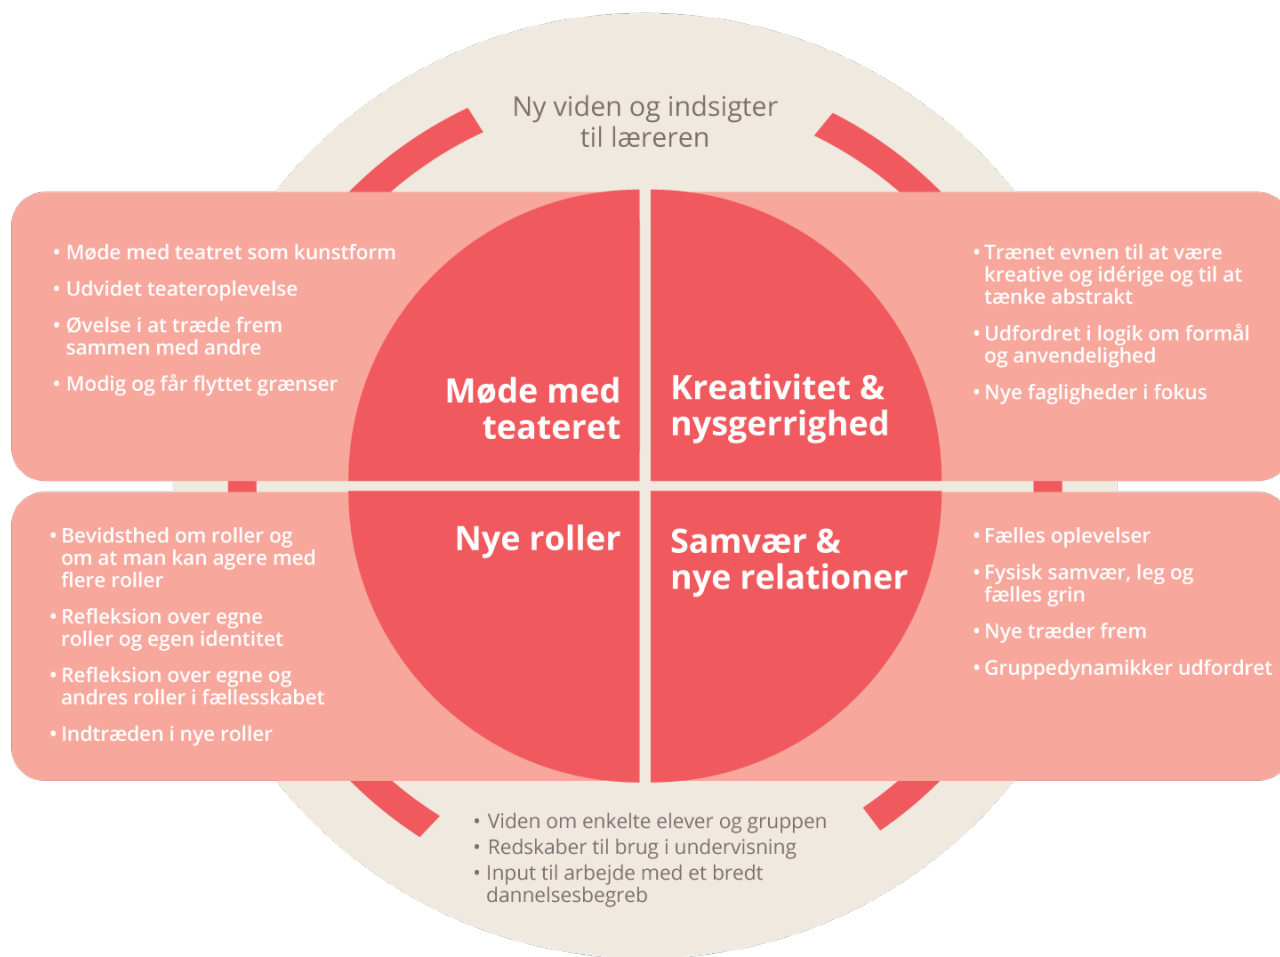 Ny viden og indsigter
til læreren
• Møde med teatret som kunstform
• Udvidet teateroplevelse
• Øvelse i at træde frem
sammen med andre
• Modig og får flyttet grænser
Møde med
teateret
Kreativitet &
nysgerrighed
• Trænet evnen til at være
kreative og idérige og til at
tænke abstrakt
• Udfordret i logik om formål
og anvendelighed
• Nye fagligheder i fokus
• Bevidsthed om roller og
om at man kan agere med
flere roller
• Refleksion over egne
roller og egen identitet
• Refleksion over egne og
andres roller i fællesskabet
• Indtræden i nye roller
Nye roller
Samvær &
nye relationer
• Fælles oplevelser
• Fysisk samvær, leg og
fælles grin
• Nye træder frem
• Gruppedynamikker udfordret
• Viden om enkelte elever og gruppen
• Redskaber til brug i undervisning
• Input til arbejde med et bredt
dannelsesbegreb